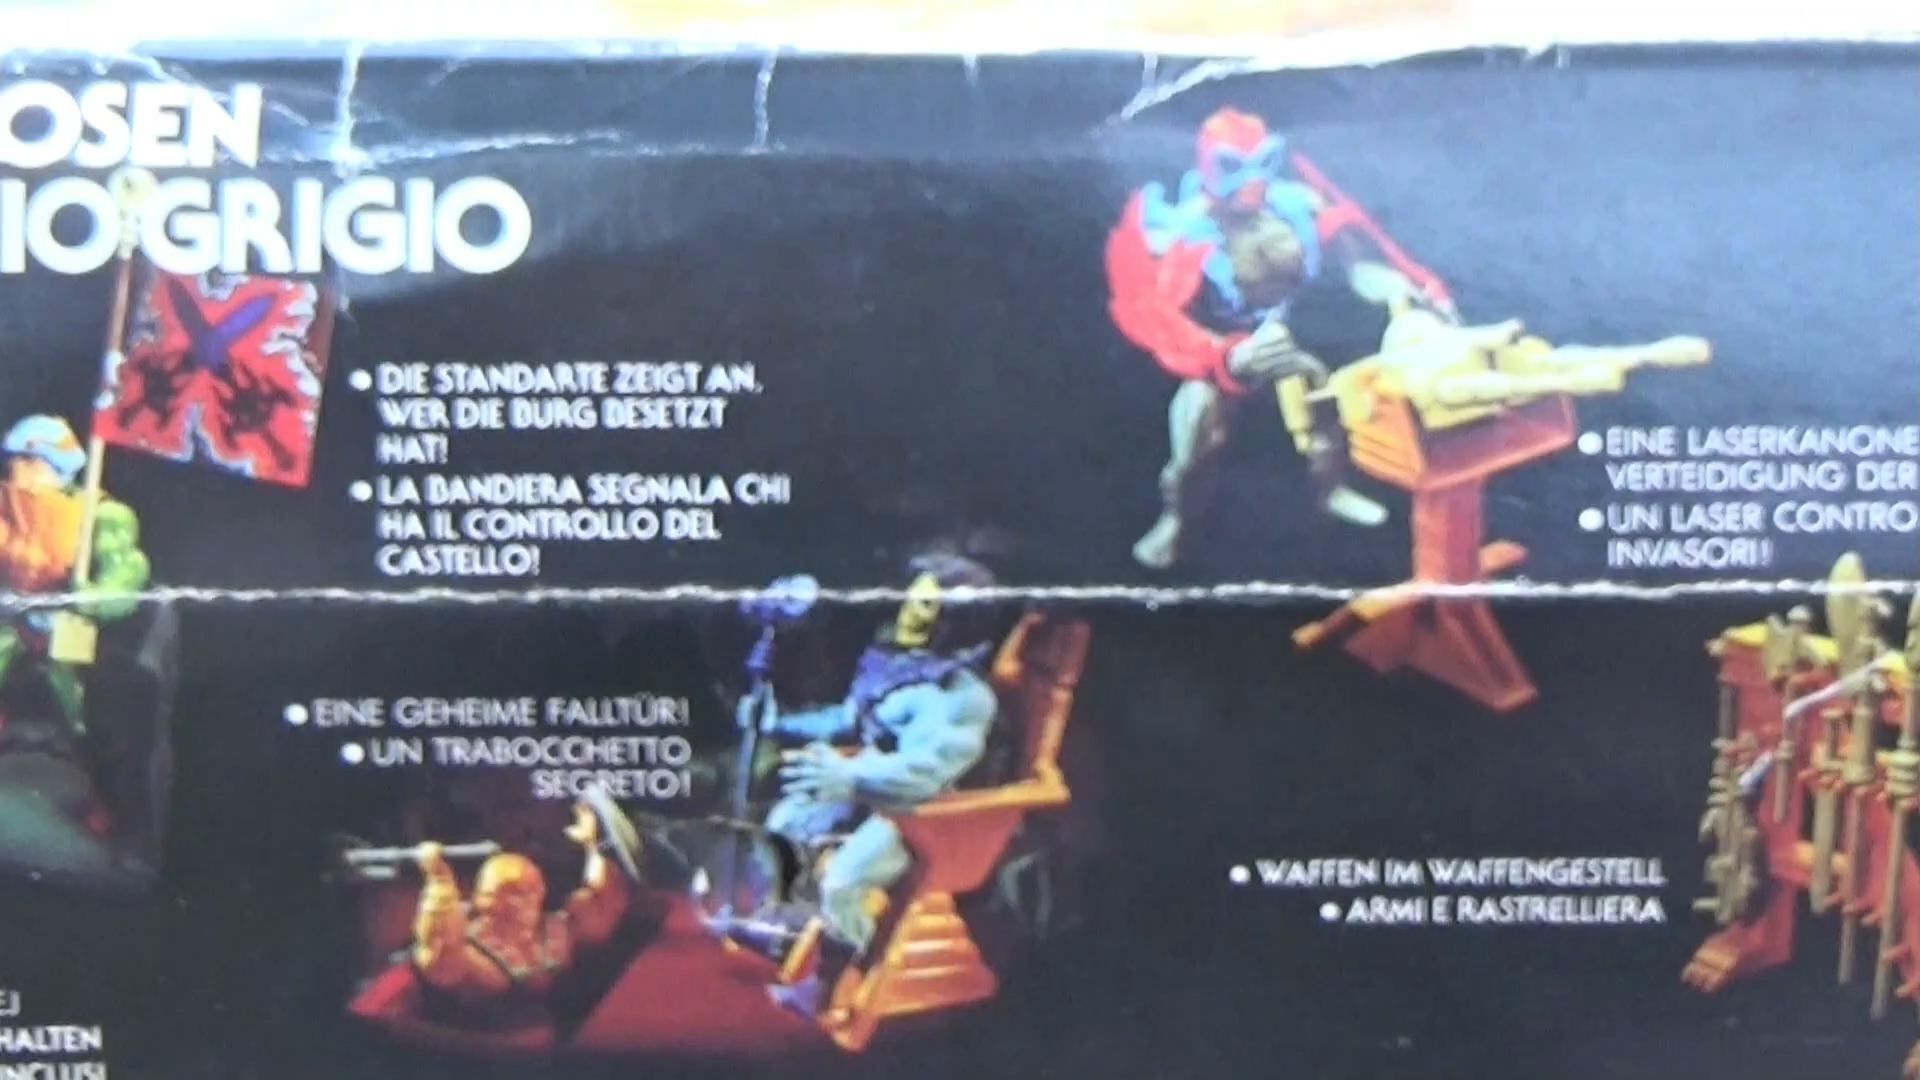 OSEN
IO GRIGIO
• DIE STANDARTE ZEIGT AN,
WER DIE BURG BESETZT
HAT!
• LA BANDIERA SEGNALA CHI
HA IL CONTROLLO DEL
CASTELLO!
• EINE LASERKANONE
VERTEIDIGUNG DER
• UN LASER CONTRO
INVASORI!
• EINE GEHEIME FALLTÜR!
• UN TRABOCCHETTO
SEGRETO!
• WAFFEN IM WAFFENGESTELL
• ARMI E RASTRELLIERA
HALTEN
INCLUSI